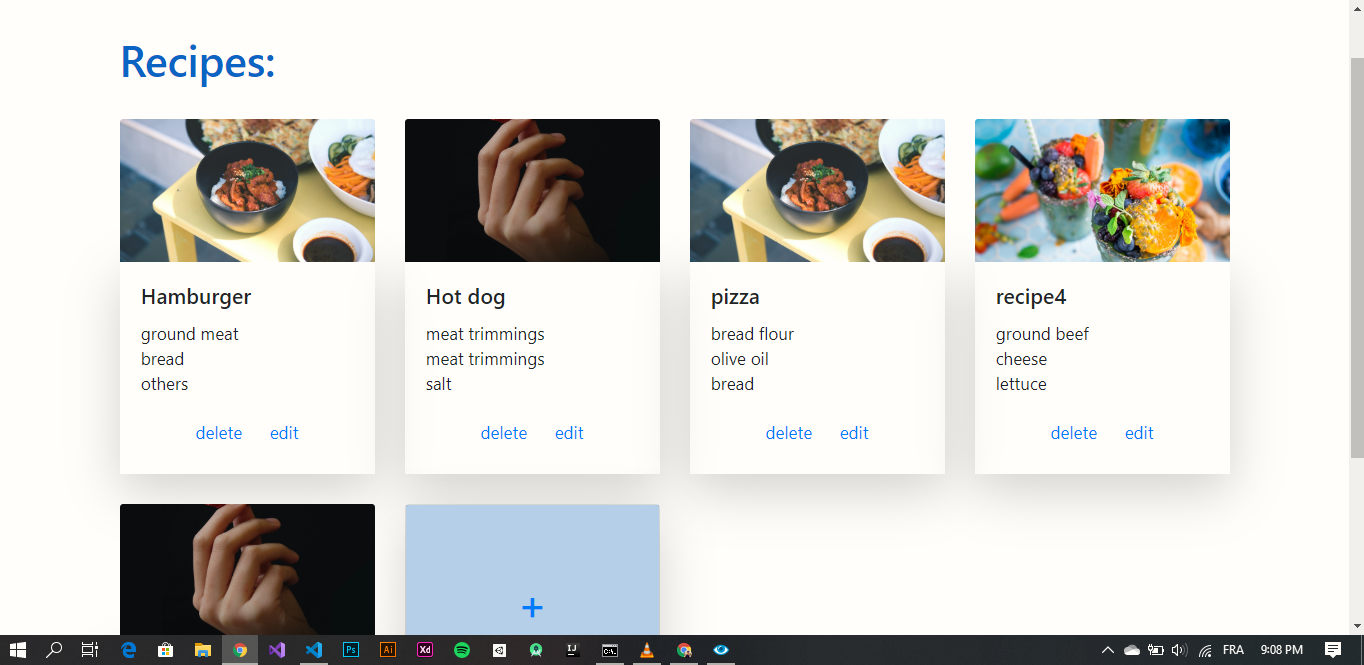 Recipes:
Hamburger
ground meat
bread
others
delete edit
Hot dog
meat trimmings
meat trimmings
salt
delete edit
pizza
bread flour
olive oil
bread
delete edit
recipe4
ground beef
cheese
lettuce
delete edit
+
Ps
Ai
Xd
IJ
C:\.
FRA
9:08 PM